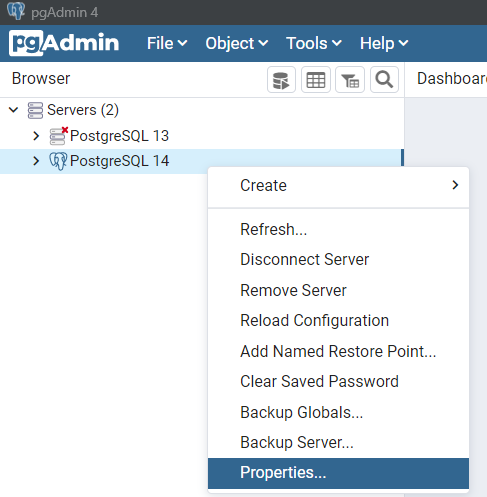 pgAdmin 4
pgAdmin File Object Tools Help
Browser Dashboar
Servers (2)
PostgreSQL 13
PostgreSQL 14
Create
Refresh...
Disconnect Server
Remove Server
Reload Configuration
Add Named Restore Point...
Clear Saved Password
Backup Globals...
Backup Server...
Properties...